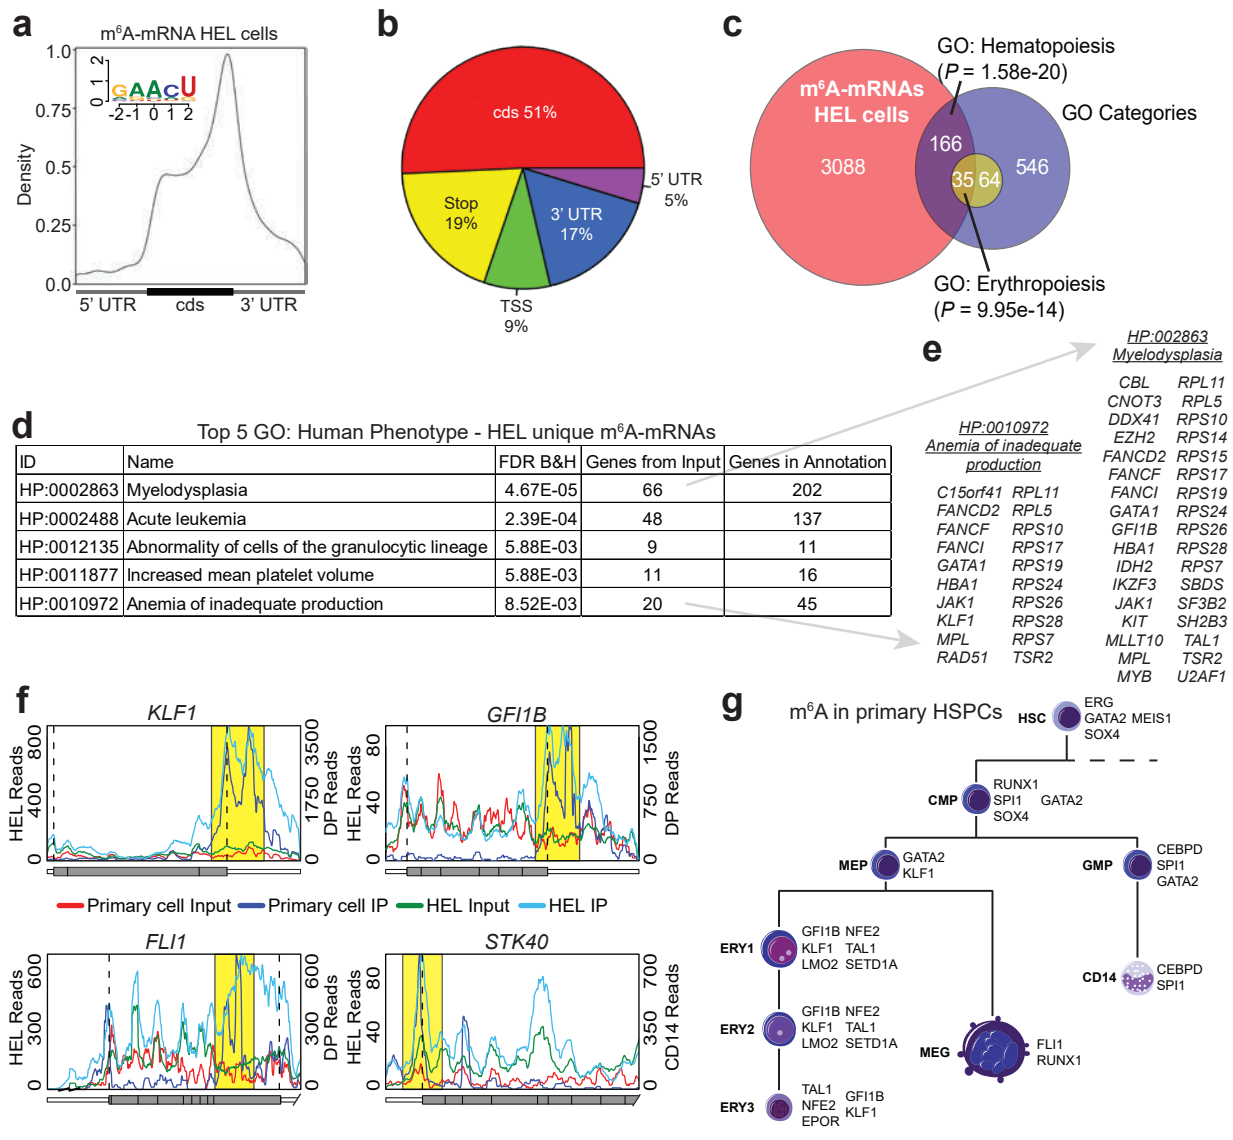 a
m⁶A-mRNA HEL cells
1.0
0.75
0.5
0.25
0.0
Density
2
1
0
GAACU
-2-1 0 1 2
5' UTR
cds
3' UTR
b
cds 51%
Stop
19%
TSS
9%
3' UTR
17%
5' UTR
5%
c
GO: Hematopoiesis
(P = 1.58e-20)
m⁶A-mRNAs
HEL cells
GO Categories
3088
166
35
64
546
GO: Erythropoiesis
(P = 9.95e-14)
d
Top 5 GO: Human Phenotype - HEL unique m⁶A-mRNAs
ID Name FDR B&H Genes from Input Genes in Annotation
HP:0002863 Myelodysplasia 4.67E-05 66 202
HP:0002488 Acute leukemia 2.39E-04 48 137
HP:0012135 Abnormality of cells of the granulocytic lineage 5.88E-03 9 11
HP:0011877 Increased mean platelet volume 5.88E-03 11 16
HP:0010972 Anemia of inadequate production 8.52E-03 20 45
e
HP:0010972
Anemia of inadequate
production
C15orf41 RPL11
FANCD2 RPL5
FANCF RPS10
FANCI RPS17
GATA1 RPS19
HBA1 RPS24
JAK1 RPS26
KLF1 RPS28
MPL RPS7
RAD51 TSR2
HP:002863
Myelodysplasia
CBL RPL11
CNOT3 RPL5
DDX41 RPS10
EZH2 RPS14
FANCD2 RPS15
FANCF RPS17
FANCI RPS19
GATA1 RPS24
GFI1B RPS26
HBA1 RPS28
IDH2 RPS7
IKZF3 SBDS
JAK1 SF3B2
KIT SH2B3
MLLT10 TAL1
MPL TSR2
MYB U2AF1
f
KLF1
HEL Reads
800
400
0
3500
1750
0
DP Reads
GFI1B
HEL Reads
80
40
0
1500
750
0
DP Reads
Primary cell Input Primary cell IP HEL Input HEL IP
FLI1
HEL Reads
600
300
0
600
300
0
DP Reads
STK40
HEL Reads
80
40
0
700
350
0
CD14 Reads
g
m⁶A in primary HSPCs
HSC
ERG
GATA2 MEIS1
SOX4
CMP
RUNX1
SPI1 GATA2
SOX4
MEP
GATA2
KLF1
GMP
CEBPD
SPI1
GATA2
ERY1
GFI1B NFE2
KLF1 TAL1
LMO2 SETD1A
CD14
CEBPD
SPI1
ERY2
GFI1B NFE2
KLF1 TAL1
LMO2 SETD1A
MEG
FLI1
RUNX1
ERY3
TAL1
NFE2
EPOR
GFI1B
KLF1